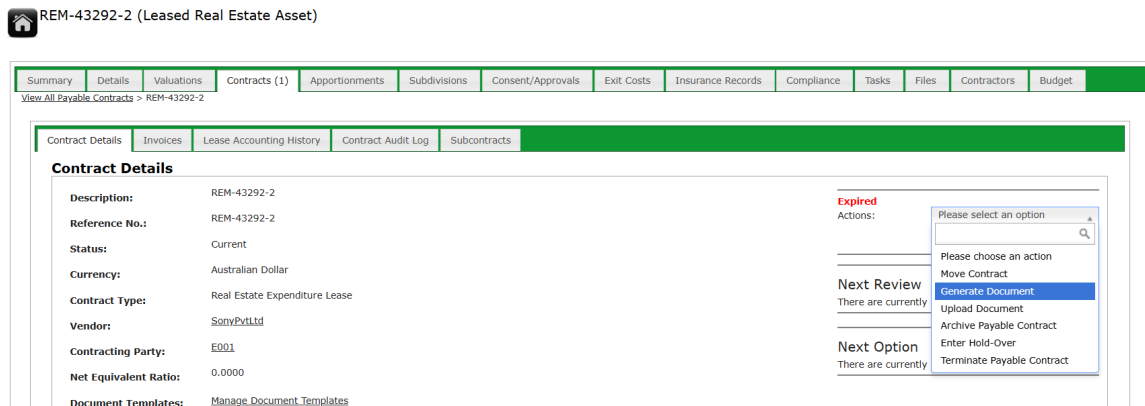 REM-43292-2 (Leased Real Estate Asset)
Summary Details Valuations Contracts (1) Apportionments Subdivisions Consent/Approvals Exit Costs Insurance Records Compliance Tasks Files Contractors Budget
View All Payable Contracts > REM-43292-2
Contract Details Invoices Lease Accounting History Contract Audit Log Subcontracts
Contract Details
Description: REM-43292-2
Reference No.: REM-43292-2
Status: Current
Currency: Australian Dollar
Contract Type: Real Estate Expenditure Lease
Vendor: SonyPvtLtd
Contracting Party: E001
Net Equivalent Ratio: 0.0000
Document Templates: Manage Document Templates
Expired
Actions: Please select an option
Please choose an action
Move Contract
Generate Document
Upload Document
Archive Payable Contract
Enter Hold-Over
Terminate Payable Contract
Next Review
There are currently
Next Option
There are currently